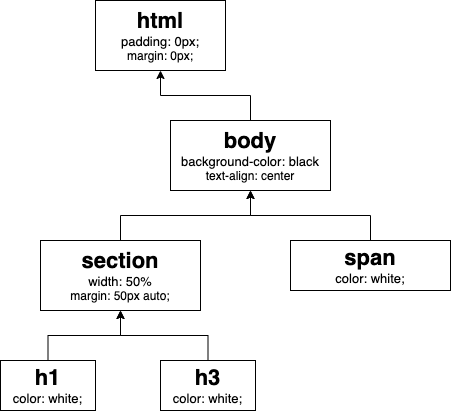 html
padding: 0px;
margin: 0px;
body
background-color: black
text-align: center
section
width: 50%
margin: 50px auto;
span
color: white;
h1
color: white;
h3
color: white;